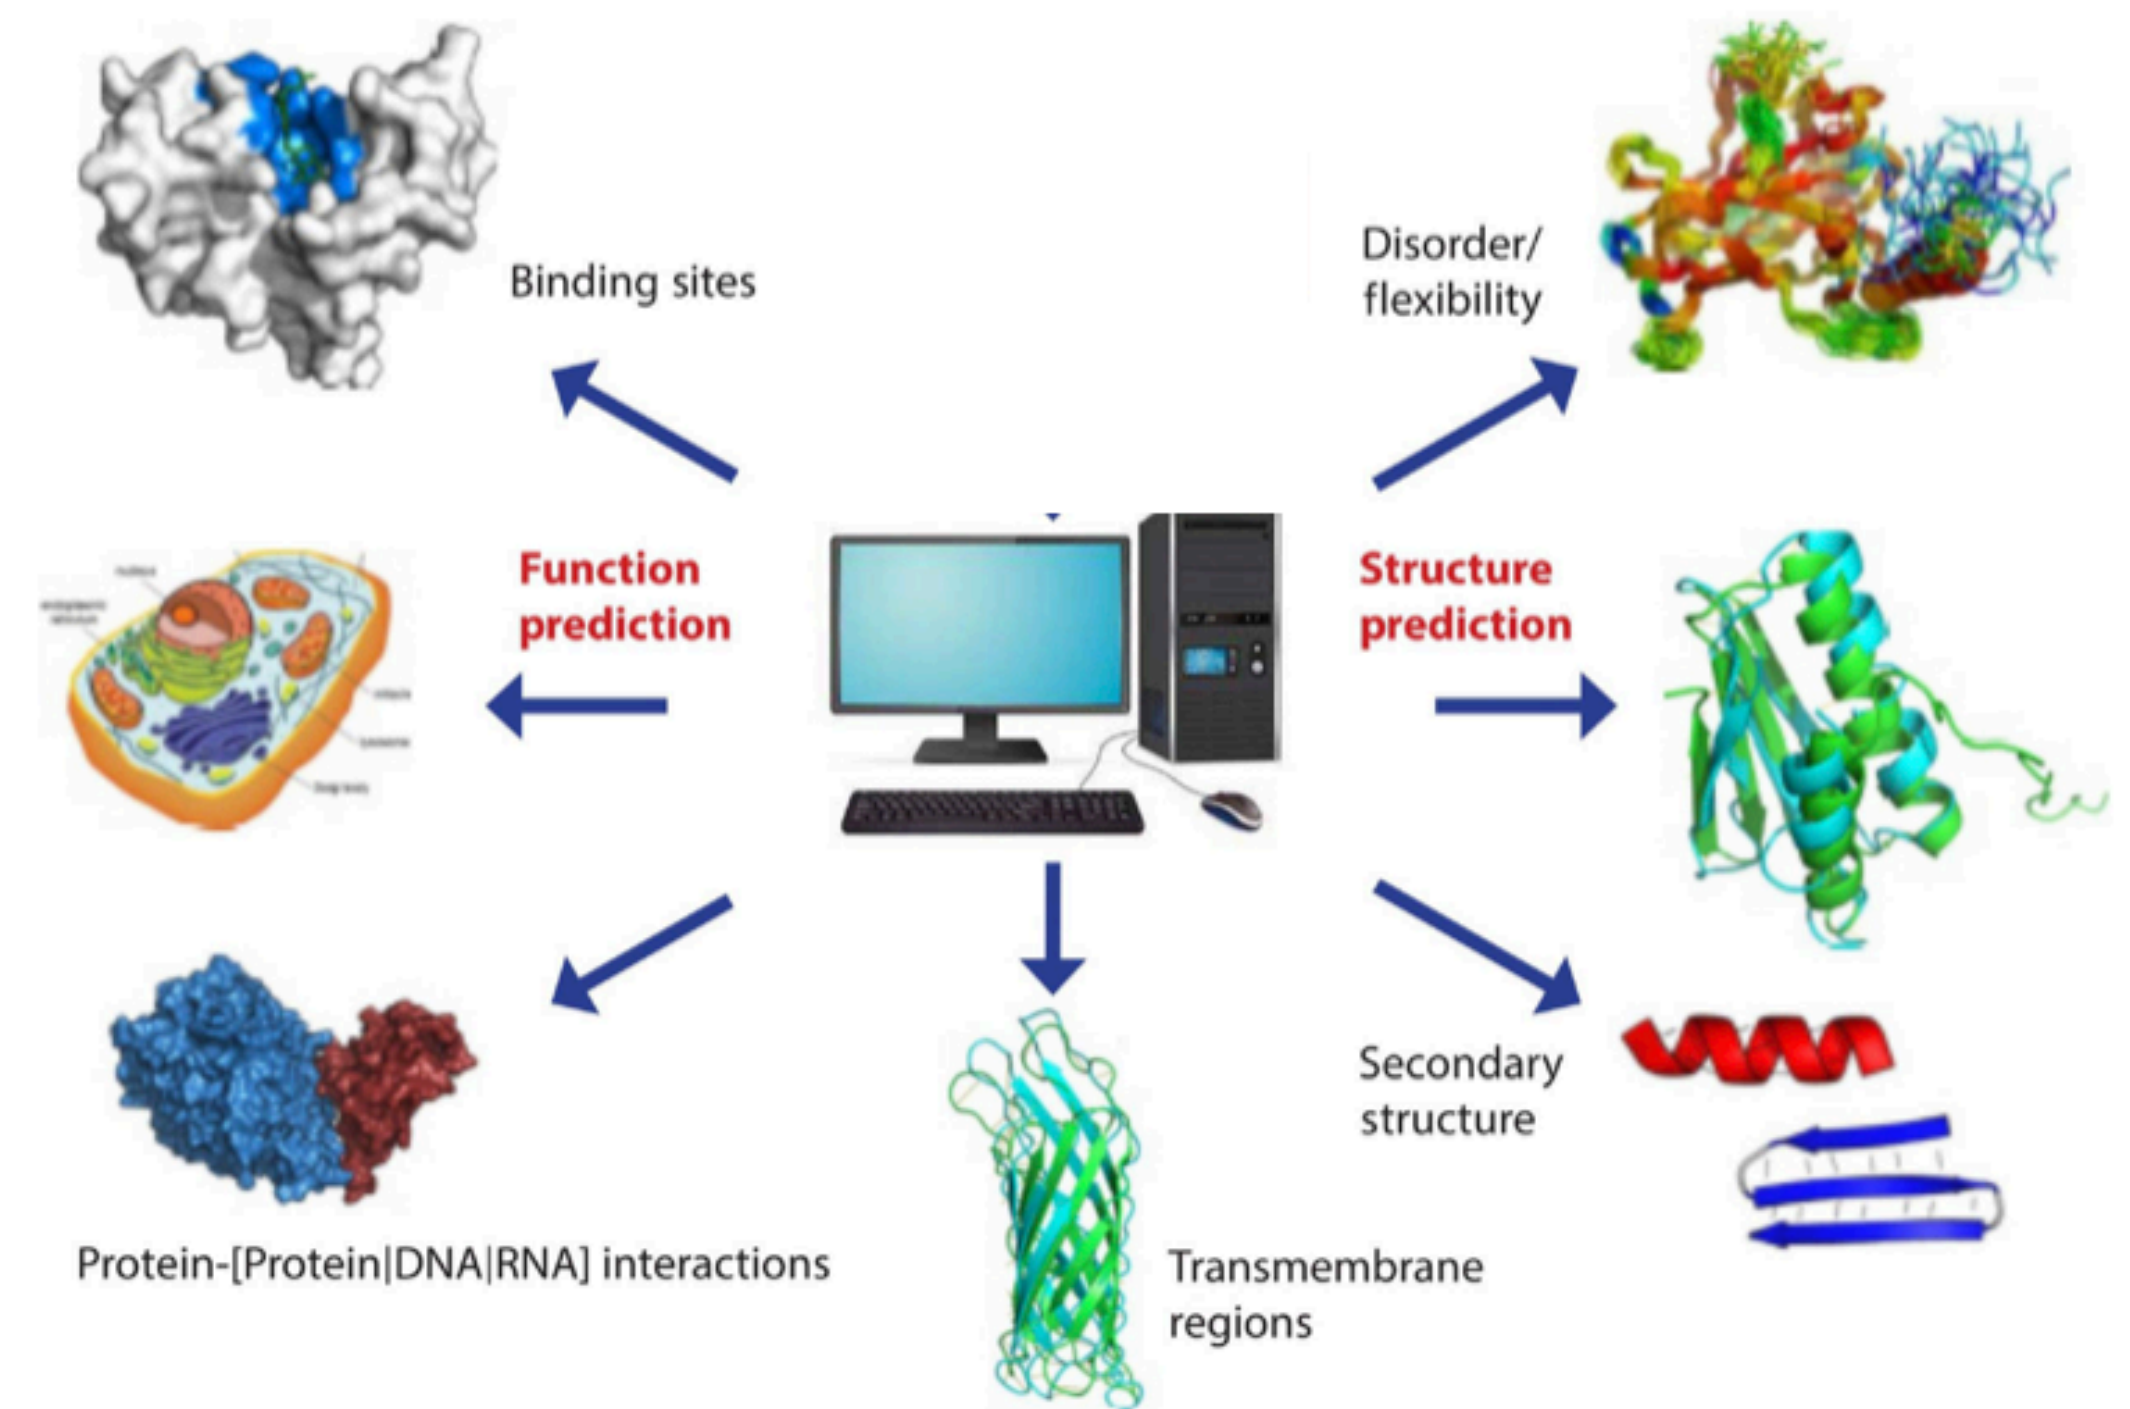 Binding sites
Disorder/
flexibility
Function
prediction
Structure
prediction
Secondary
structure
Protein-[Protein|DNA|RNA] interactions
Transmembrane
regions